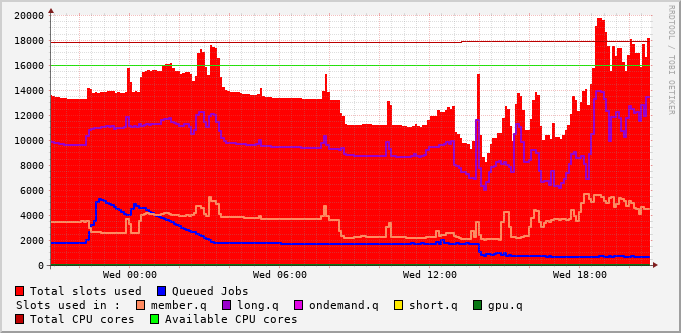 RRDTOOL / TOBI OETIKER
20000
18000
16000
14000
12000
10000
8000
6000
4000
2000
0
Wed 00:00 Wed 06:00 Wed 12:00 Wed 18:00
Total slots used Queued Jobs
Slots used in : member.q long.q ondemand.q short.q gpu.q
Total CPU cores Available CPU cores